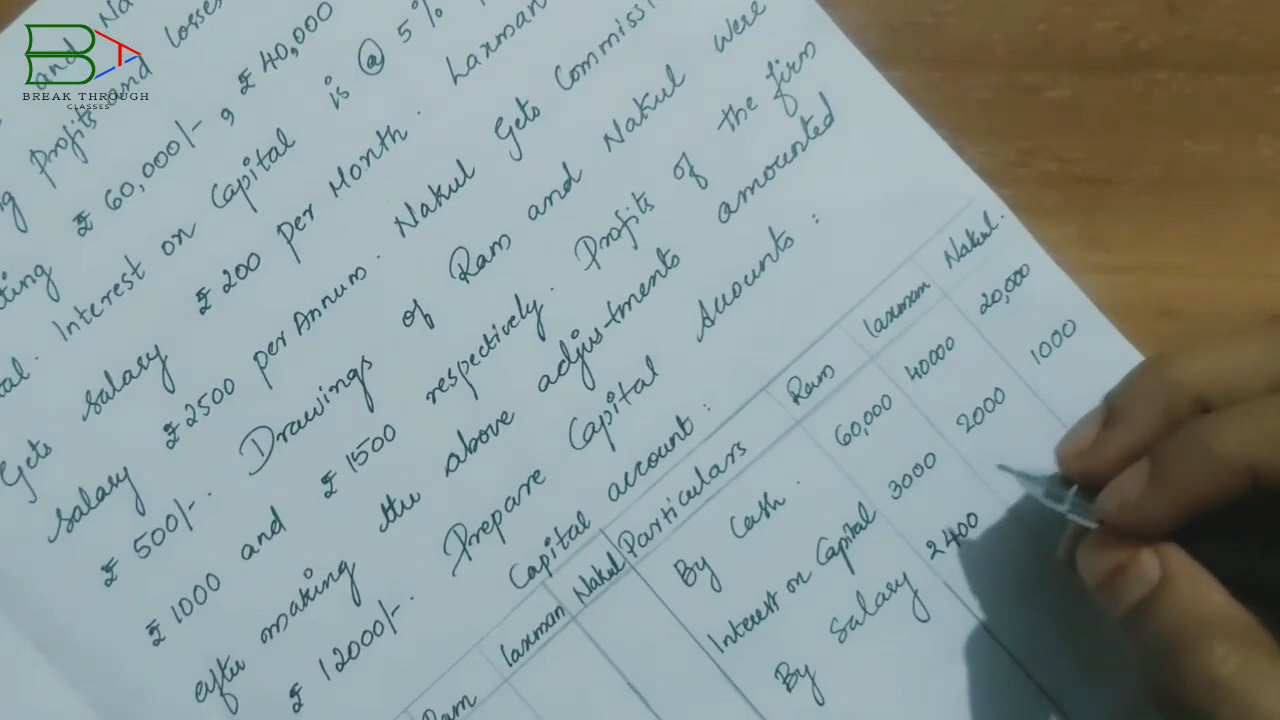 BREAK THROUGH
CLASSES
and Na
Profits and losses
₹ 60,000/- , ₹ 40,000
Interest on Capital is @ 5%
Gets salary ₹ 200 per Month. Laxman
salary ₹ 2500 per Annum. Nakul Gets Commissi
₹ 500/-. Drawings of Ram and Nakul were
₹ 1000 and ₹ 1500 respectively. Profits of the firm
after making the above adjustments amounted
₹ 12000/-. Prepare Capital Accounts :
Capital account :
Ram laxman Nakul Particulars Ram laxman Nakul.
By Cash. 60,000 40000 20,000
Interest on Capital 3000 2000 1000
By Salary 2400